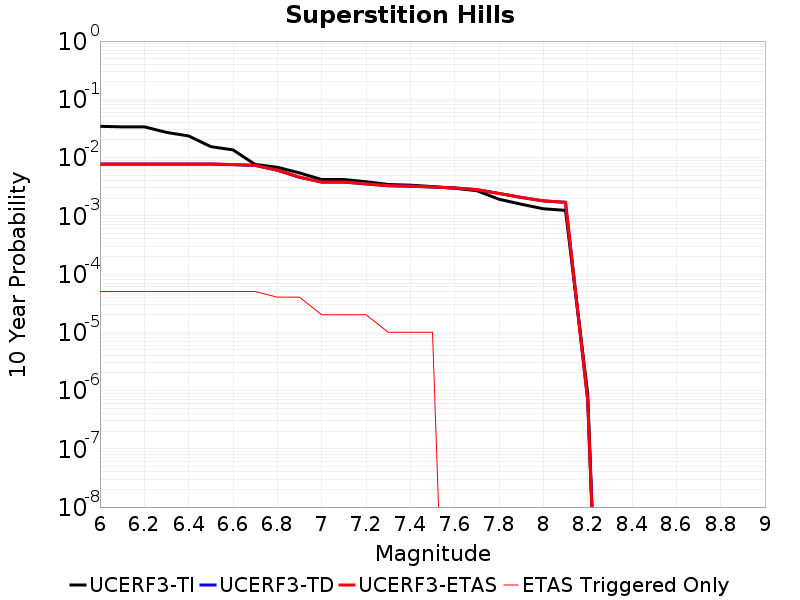 Superstition Hills
10^0
10^-1
10^-2
10^-3
10^-4
10^-5
10^-6
10^-7
10^-8
10 Year Probability
6 6.2 6.4 6.6 6.8 7 7.2 7.4 7.6 7.8 8 8.2 8.4 8.6 8.8 9
Magnitude
UCERF3-TI UCERF3-TD UCERF3-ETAS ETAS Triggered Only